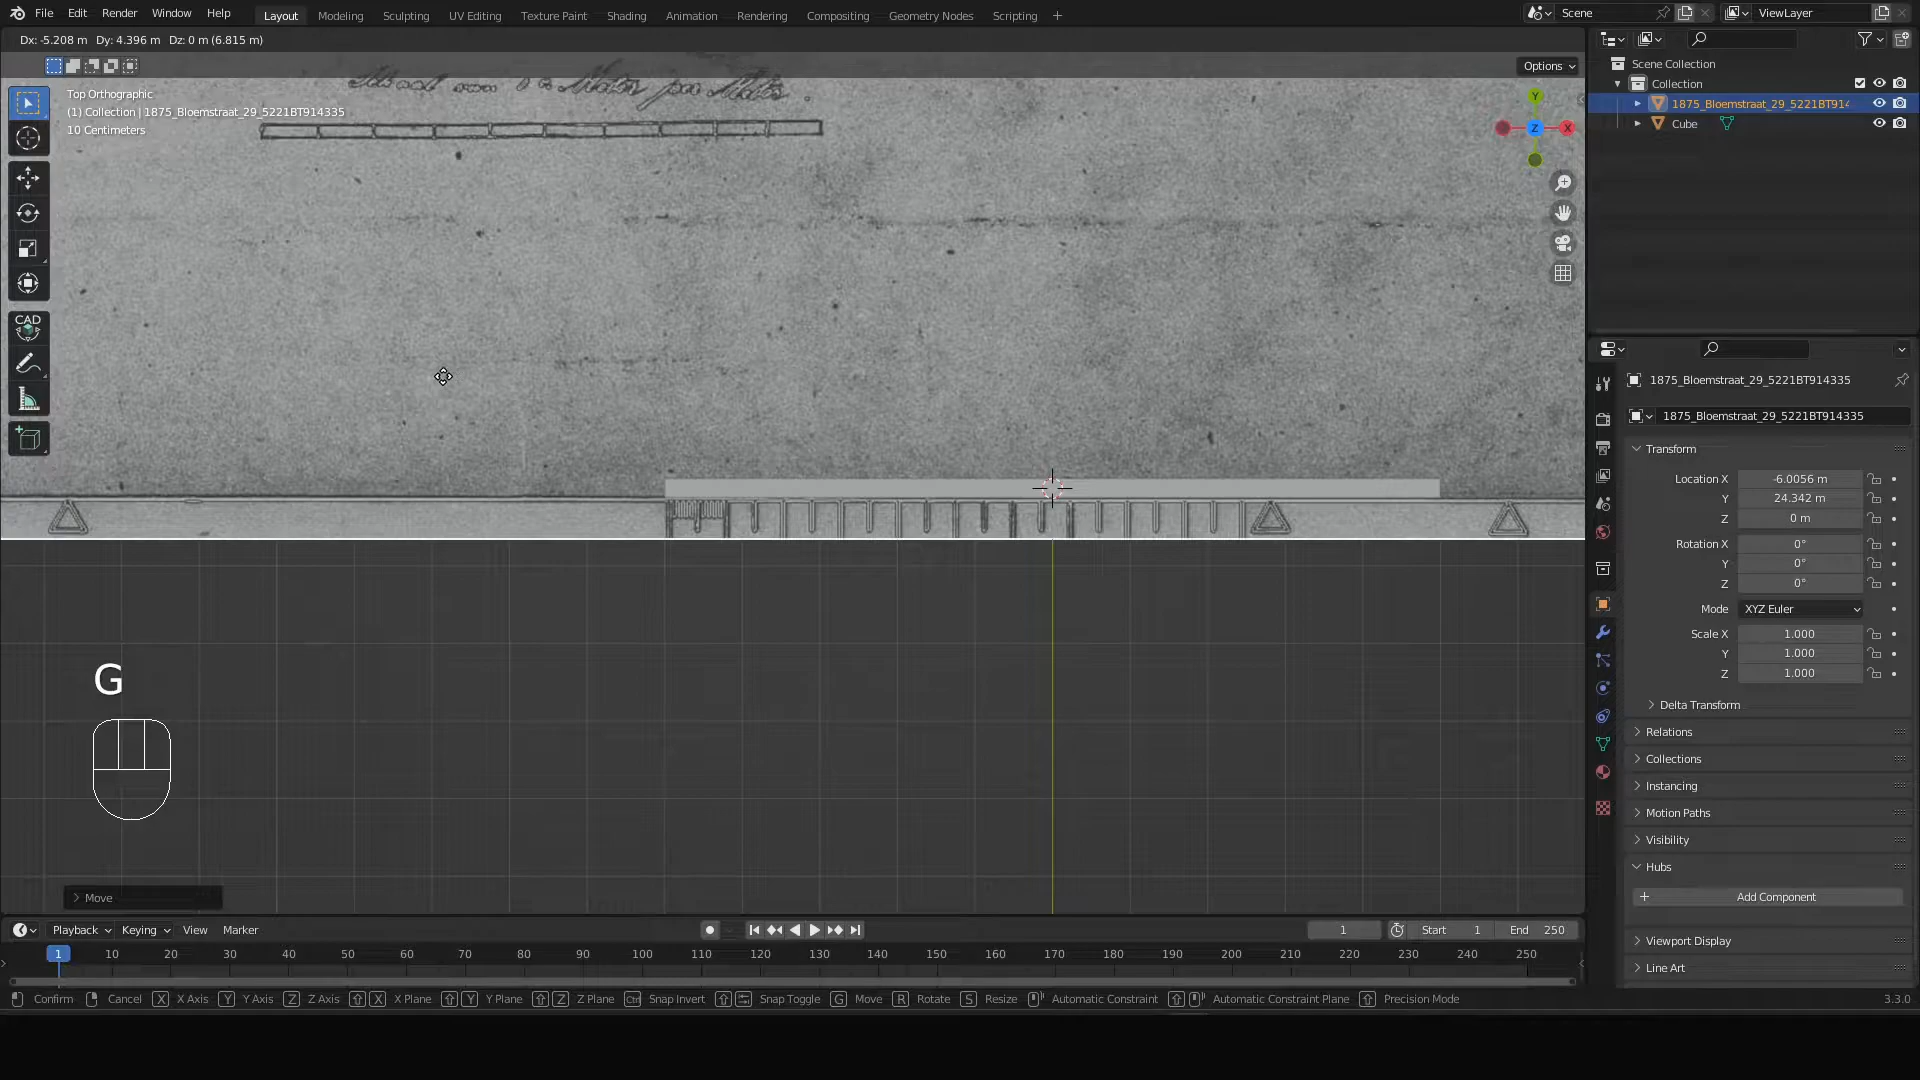 File Edit Render Window Help
Layout Modeling Sculpting UV Editing Texture Paint Shading Animation Rendering Compositing Geometry Nodes Scripting +
Scene
ViewLayer
Dx: -5.208 m Dy: 4.396 m Dz: 0 m (6.815 m)
Options
Top Orthographic
(1) Collection | 1875_Bloemstraat_29_5221BT914335
10 Centimeters
Y
Z
X
CAD
G
Move
Scene Collection
Collection
1875_Bloemstraat_29_5221BT914
Cube
1875_Bloemstraat_29_5221BT914335
1875_Bloemstraat_29_5221BT914335
Transform
Location X -6.0056 m
Y 24.342 m
Z 0 m
Rotation X 0°
Y 0°
Z 0°
Mode XYZ Euler
Scale X 1.000
Y 1.000
Z 1.000
Delta Transform
Relations
Collections
Instancing
Motion Paths
Visibility
Hubs
+ Add Component
Viewport Display
Line Art
Playback Keying View Marker
1
Start 1 End 250
1 10 20 30 40 50 60 70 80 90 100 110 120 130 140 150 160 170 180 190 200 210 220 230 240 250
Confirm Cancel X X Axis Y Y Axis Z Z Axis X X Plane Y Y Plane Z Z Plane Ctrl Snap Invert Snap Toggle G Move R Rotate S Resize Automatic Constraint Automatic Constraint Plane Precision Mode
3.3.0